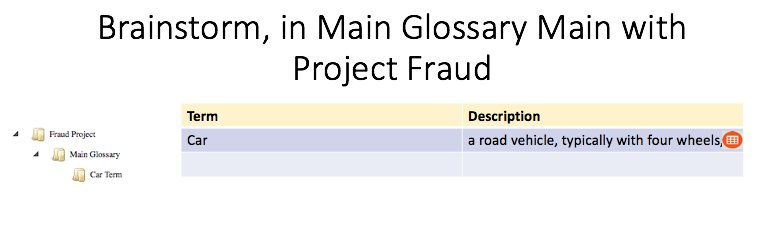 Brainstorm, in Main Glossary Main with
Project Fraud
Fraud Project
Main Glossary
Car Term
Term Description
Car a road vehicle, typically with four wheels,